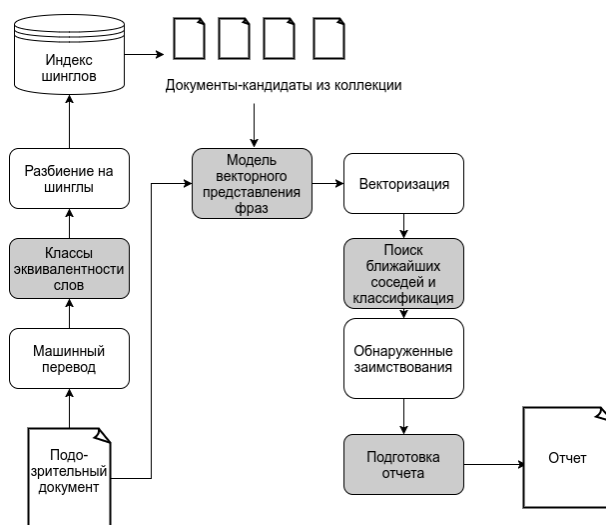 Индекс
шинглов
Документы-кандидаты из коллекции
Разбиение на
шинглы
Модель
векторного
представления
фраз
Векторизация
Классы
эквивалентности
слов
Поиск
ближайших
соседей и
классификация
Машинный
перевод
Обнаруженные
заимствования
Подо-
зрительный
документ
Подготовка
отчета
Отчет